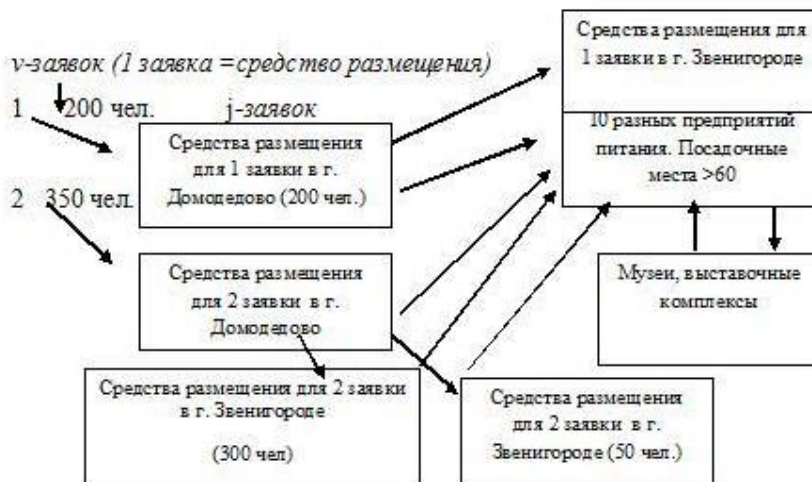 v-заявок (1 заявка =средство размещения)
1 200 чел. j-заявок
Средства размещения
для 1 заявки в г.
Домодедово (200 чел.)
2 350 чел.
Средства размещения
для 2 заявки в г.
Домодедово
Средства размещения для 2 заявки
в г. Звенигороде
(300 чел)
Средства размещения
для 2 заявки в г.
Звенигороде (50 чел.)
Средства размещения для
1 заявки в г. Звенигороде
10 разных предприятий
питания. Посадочные
места >60
Музеи, выставочные
комплексы